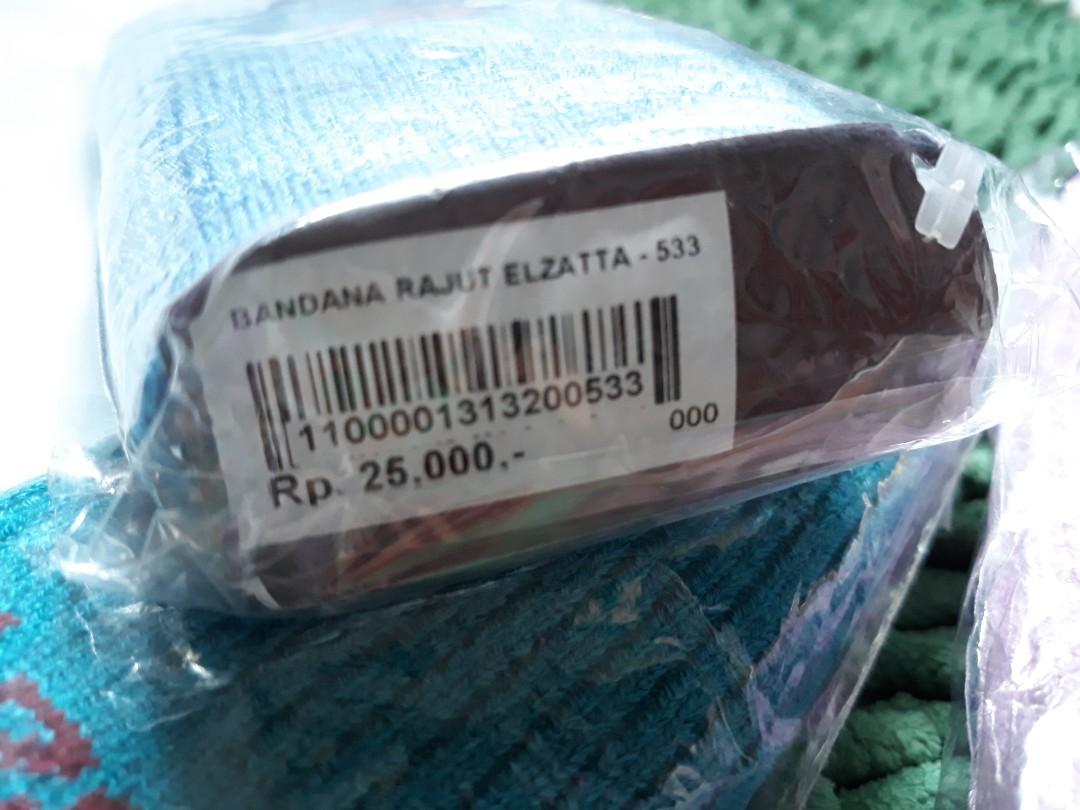 BANDANA RAJUT ELZATTA - 533
1100001313200533
000
Rp. 25,000,-